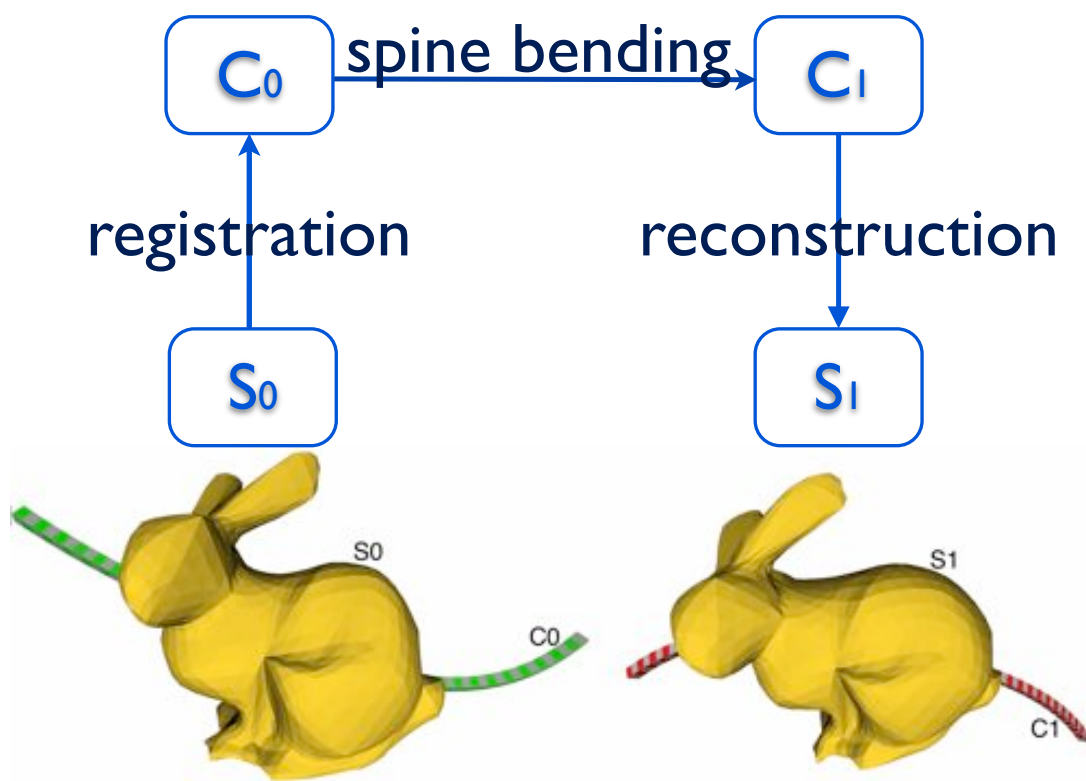 spine bending
C₀ C₁
registration reconstruction
S₀ S₁
S0 S1
C0
C1